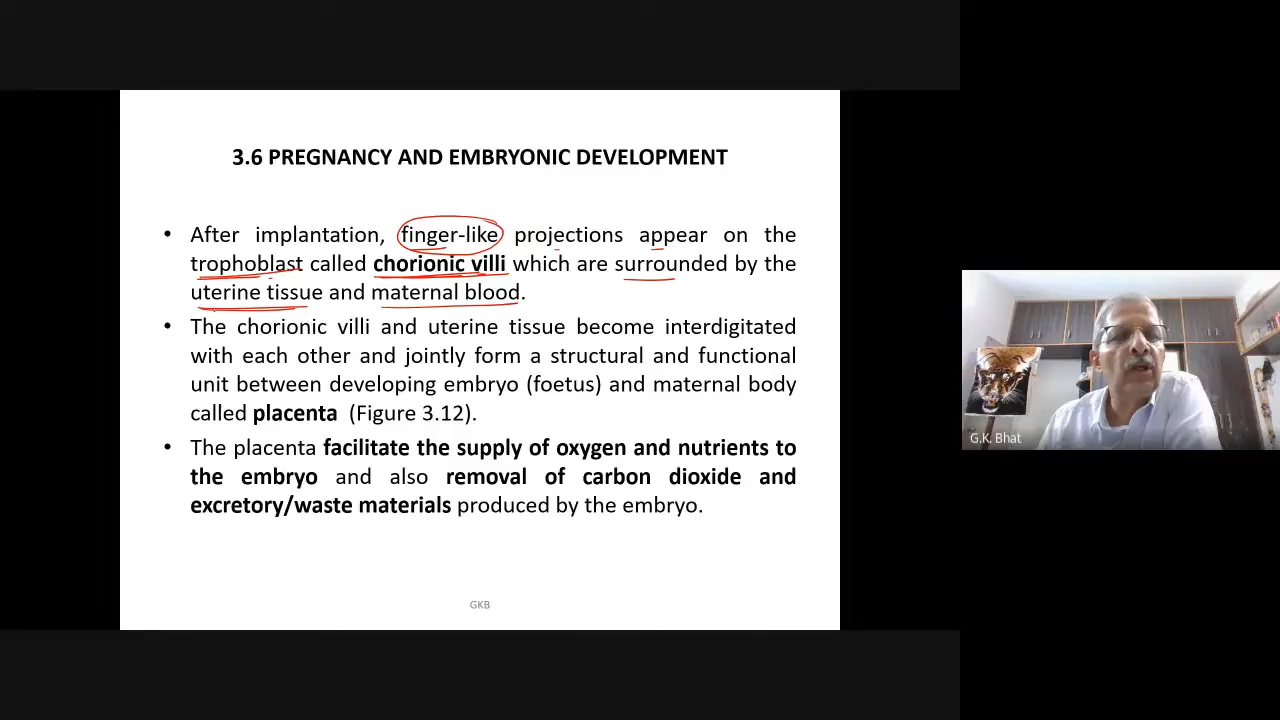 3.6 PREGNANCY AND EMBRYONIC DEVELOPMENT
• After implantation, finger-like projections appear on the
trophoblast called chorionic villi which are surrounded by the
uterine tissue and maternal blood.
• The chorionic villi and uterine tissue become interdigitated
with each other and jointly form a structural and functional
unit between developing embryo (foetus) and maternal body
called placenta (Figure 3.12).
• The placenta facilitate the supply of oxygen and nutrients to
the embryo and also removal of carbon dioxide and
excretory/waste materials produced by the embryo.
GKB
G.K. Bhat